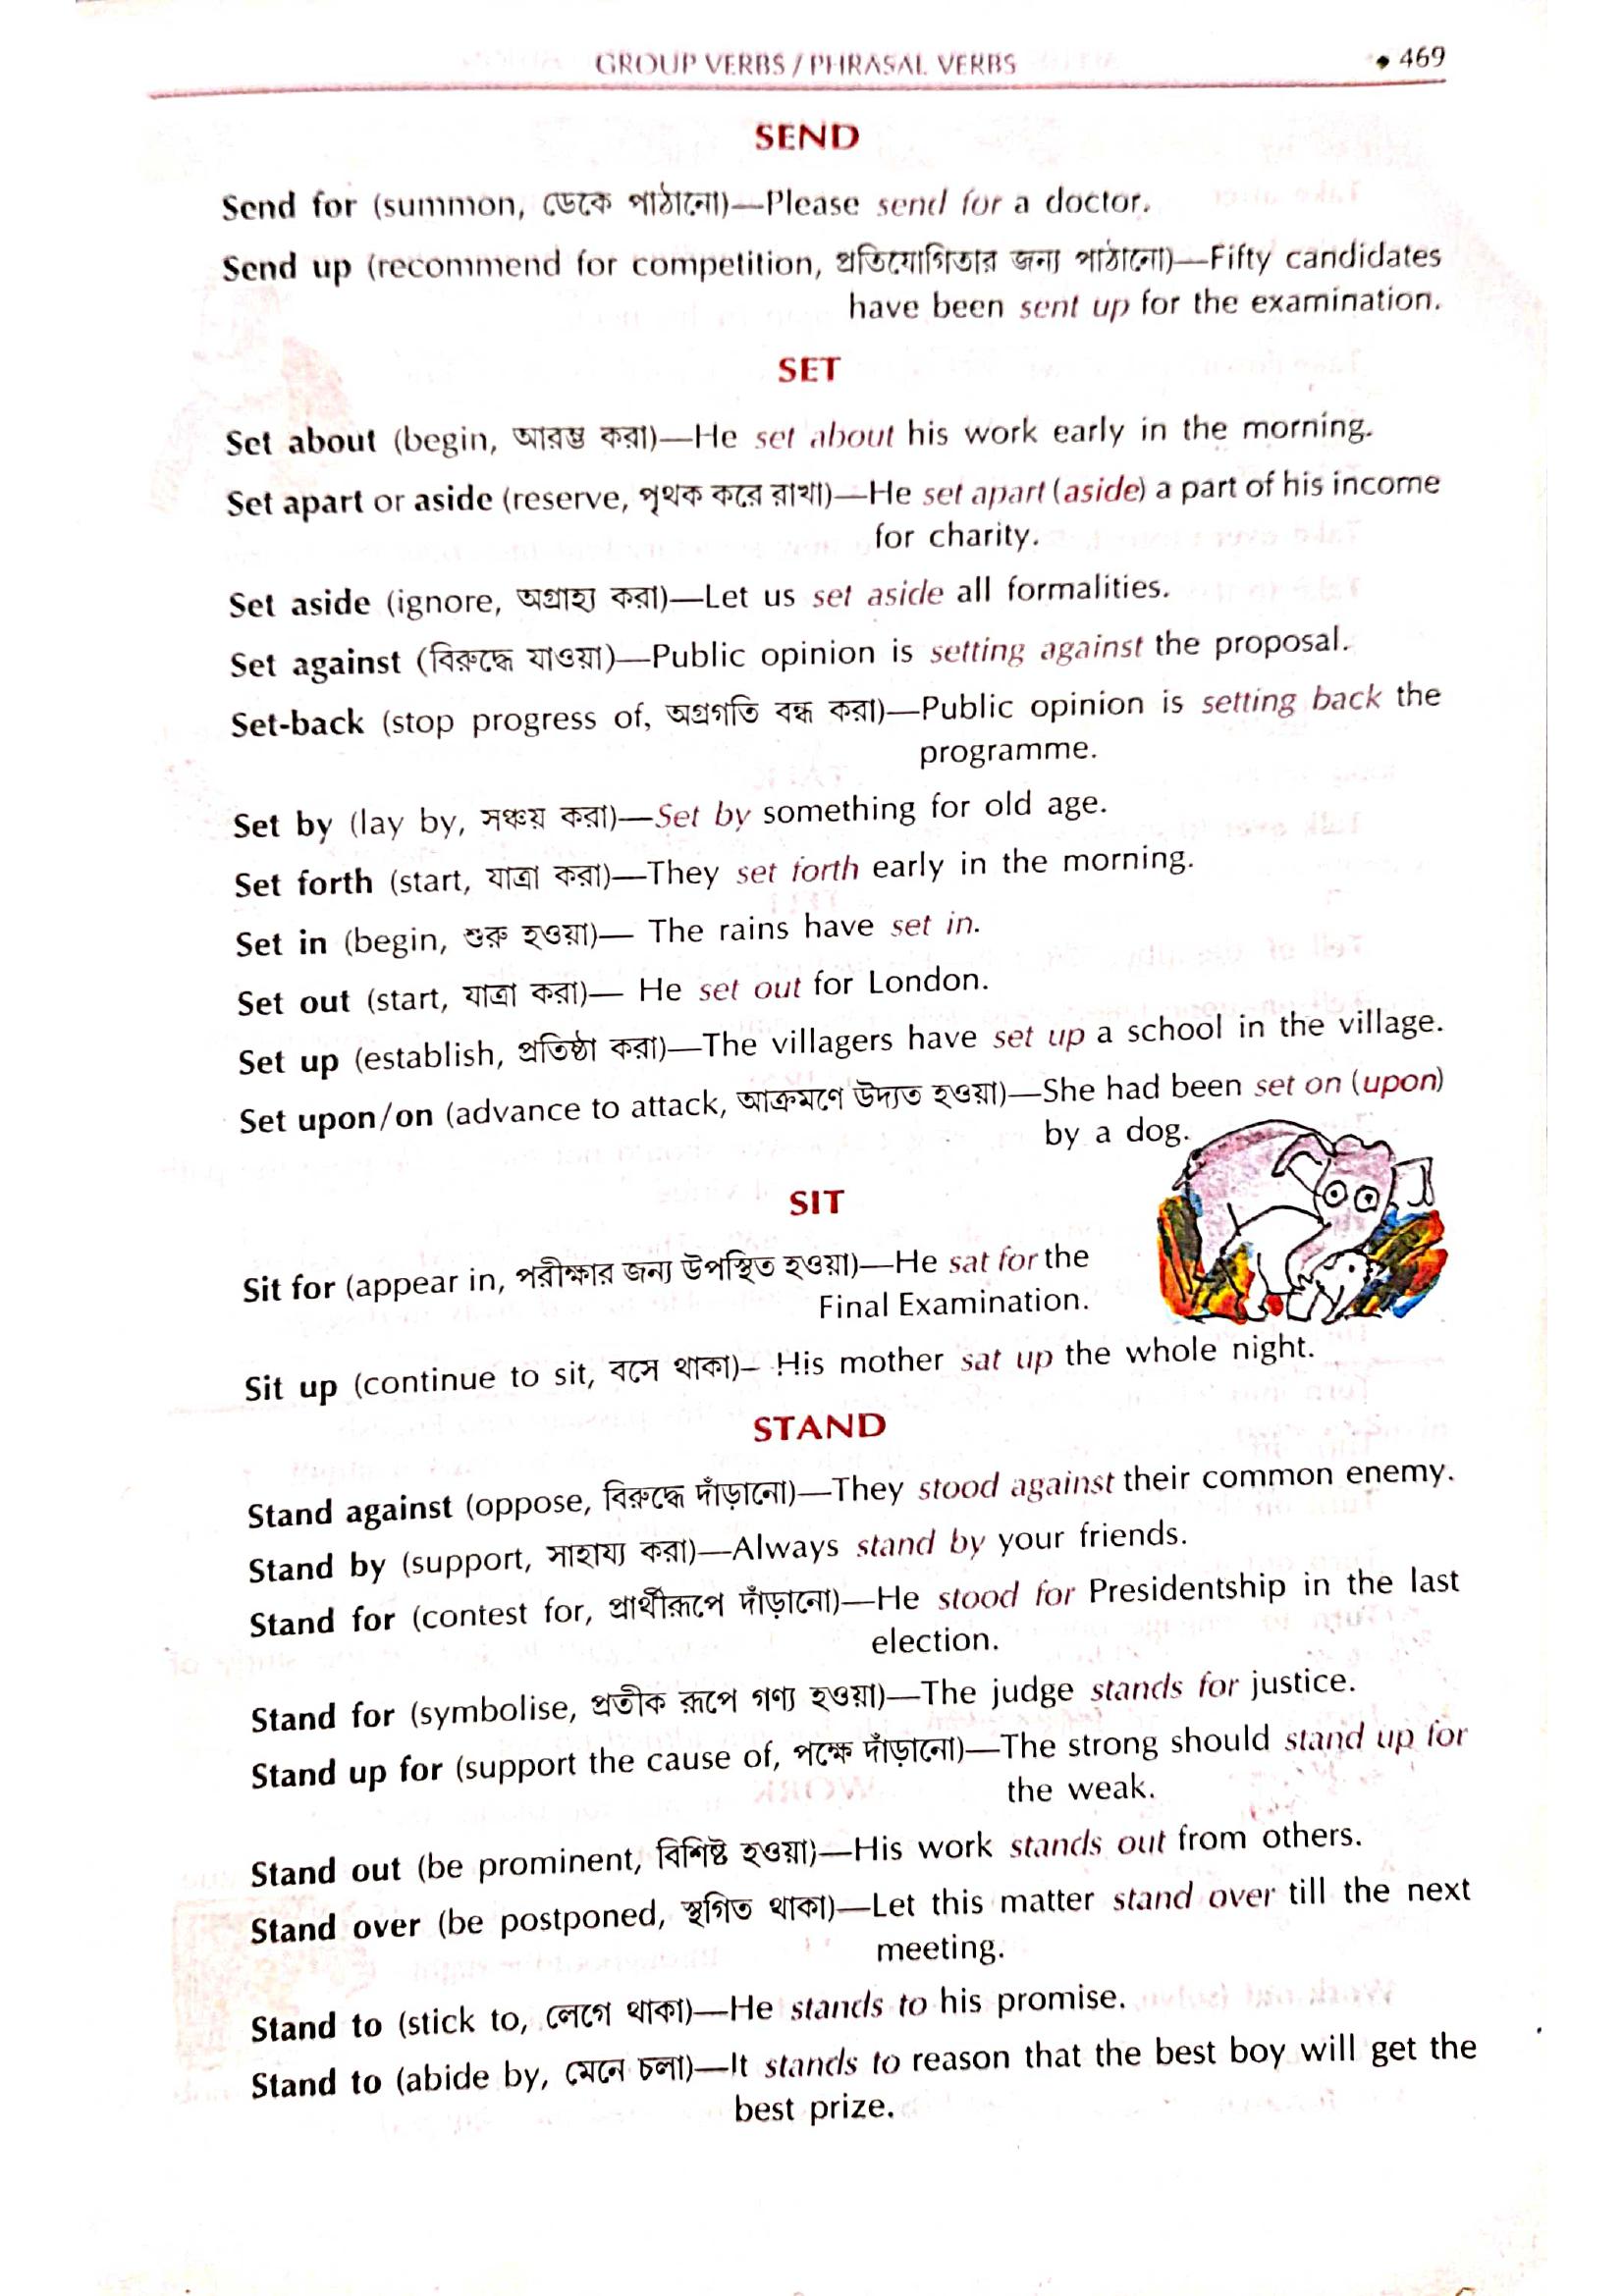 GROUP VERBS / PHRASAL VERBS
• 469
SEND
Send for (summon, ডেকে পাঠানো)—Please send for a doctor.
Send up (recommend for competition, প্রতিযোগিতার জন্য পাঠানো)—Fifty candidates
have been sent up for the examination.
SET
Set about (begin, আরম্ভ করা)—He set about his work early in the morning.
Set apart or aside (reserve, পৃথক করে রাখা)—He set apart (aside) a part of his income
for charity.
Set aside (ignore, অগ্রাহ্য করা)—Let us set aside all formalities.
Set against (বিরুদ্ধে যাওয়া)—Public opinion is setting against the proposal.
Set-back (stop progress of, অগ্রগতি বন্ধ করা)—Public opinion is setting back the
programme.
Set by (lay by, সঞ্চয় করা)—Set by something for old age.
Set forth (start, যাত্রা করা)—They set forth early in the morning.
Set in (begin, শুরু হওয়া)— The rains have set in.
Set out (start, যাত্রা করা)— He set out for London.
Set up (establish, প্রতিষ্ঠা করা)—The villagers have set up a school in the village.
Set upon/on (advance to attack, আক্রমণে উদ্যত হওয়া)—She had been set on (upon)
by a dog.
SIT
Sit for (appear in, পরীক্ষার জন্য উপস্থিত হওয়া)—He sat for the
Final Examination.
Sit up (continue to sit, বসে থাকা)– His mother sat up the whole night.
STAND
Stand against (oppose, বিরুদ্ধে দাঁড়ানো)—They stood against their common enemy.
Stand by (support, সাহায্য করা)—Always stand by your friends.
Stand for (contest for, প্রার্থীরূপে দাঁড়ানো)—He stood for Presidentship in the last
election.
Stand for (symbolise, প্রতীক রূপে গণ্য হওয়া)—The judge stands for justice.
Stand up for (support the cause of, পক্ষে দাঁড়ানো)—The strong should stand up for
the weak.
Stand out (be prominent, বিশিষ্ট হওয়া)—His work stands out from others.
Stand over (be postponed, স্থগিত থাকা)—Let this matter stand over till the next
meeting.
Stand to (stick to, লেগে থাকা)—He stands to his promise.
Stand to (abide by, মেনে চলা)—It stands to reason that the best boy will get the
best prize.